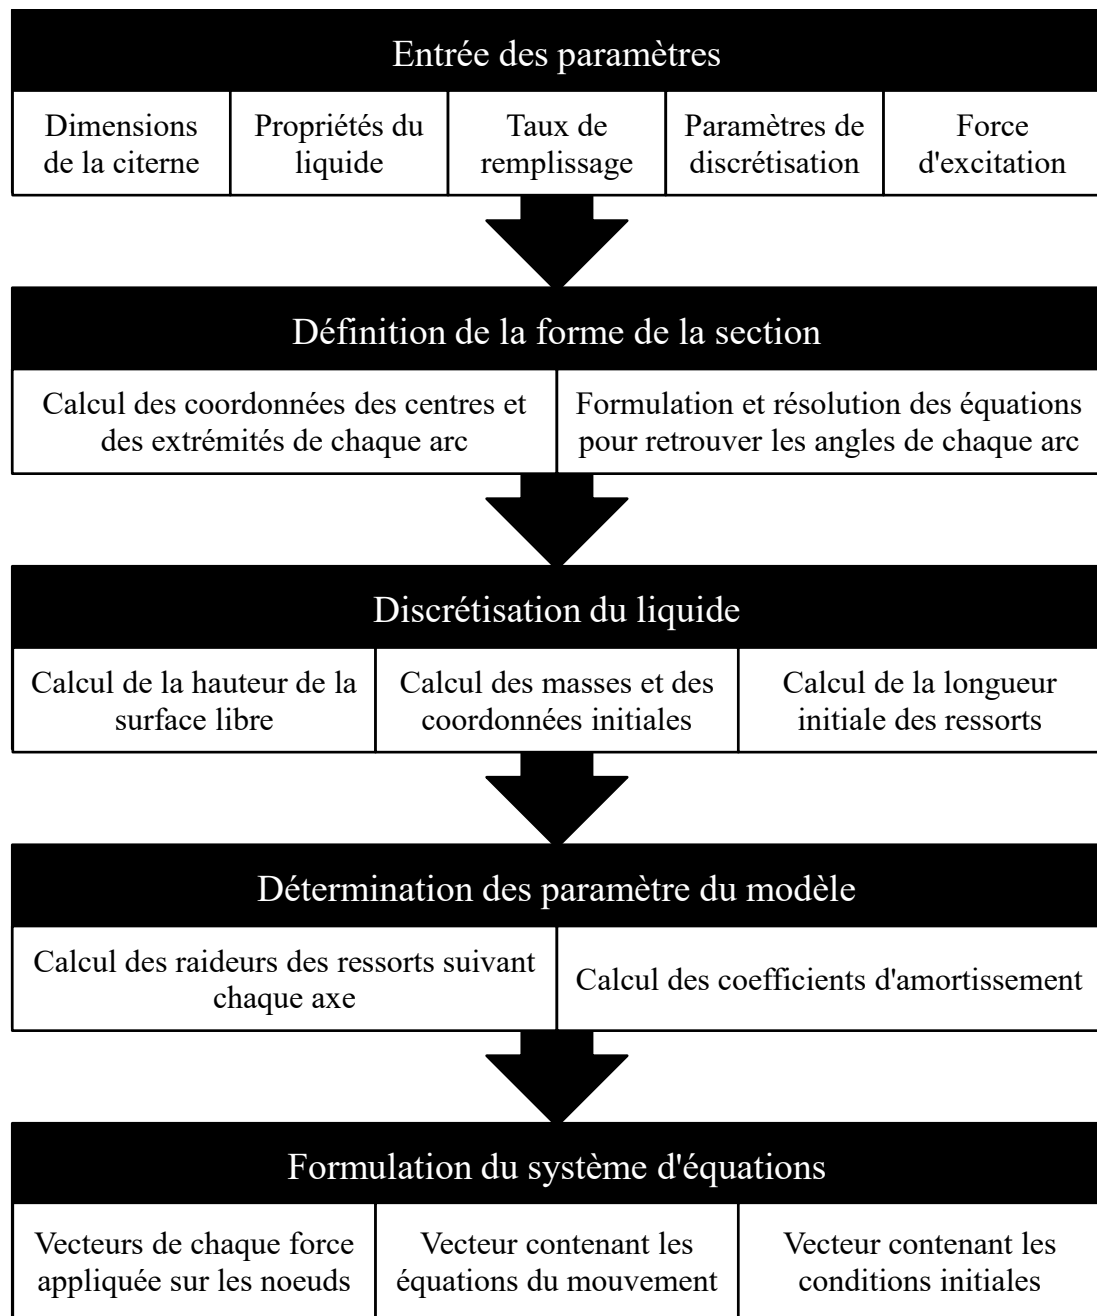 Entrée des paramètres
Dimensions
de la citerne
Propriétés du
liquide
Taux de
remplissage
Paramètres de
discrétisation
Force
d'excitation
Définition de la forme de la section
Calcul des coordonnées des centres et
des extrémités de chaque arc
Formulation et résolution des équations
pour retrouver les angles de chaque arc
Discrétisation du liquide
Calcul de la hauteur de la
surface libre
Calcul des masses et des
coordonnées initiales
Calcul de la longueur
initiale des ressorts
Détermination des paramètre du modèle
Calcul des raideurs des ressorts suivant
chaque axe
Calcul des coefficients d'amortissement
Formulation du système d'équations
Vecteurs de chaque force
appliquée sur les noeuds
Vecteur contenant les
équations du mouvement
Vecteur contenant les
conditions initiales